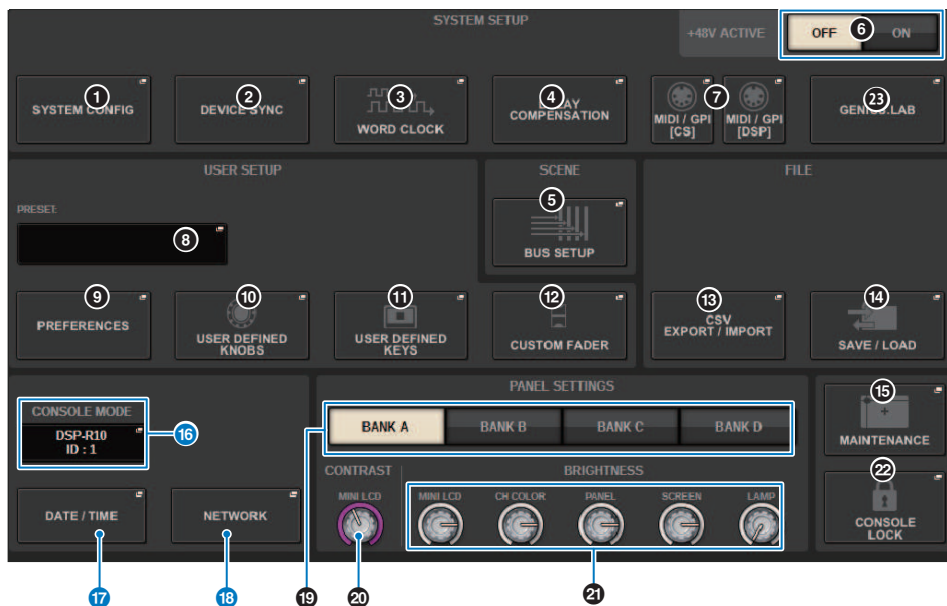 SYSTEM SETUP
+48V ACTIVE
OFF 6 ON
1
SYSTEM CONFIG
2
DEVICE SYNC
3
WORD CLOCK
4
DELAY COMPENSATION
7
MIDI / GPI [CS]
MIDI / GPI [DSP]
23
GENISS.LAB
USER SETUP
SCENE
FILE
PRESET:
8
5
BUS SETUP
9
PREFERENCES
10
USER DEFINED KNOBS
11
USER DEFINED KEYS
12
CUSTOM FADER
13
CSV EXPORT / IMPORT
14
SAVE / LOAD
CONSOLE MODE
DSP-R10
ID : 1
16
PANEL SETTINGS
BANK A
BANK B
BANK C
BANK D
15
MAINTENANCE
CONTRAST
MINI LCD
BRIGHTNESS
MINI LCD
CH COLOR
PANEL
SCREEN
LAMP
22
CONSOLE LOCK
DATE / TIME
NETWORK
17
18
19
20
21